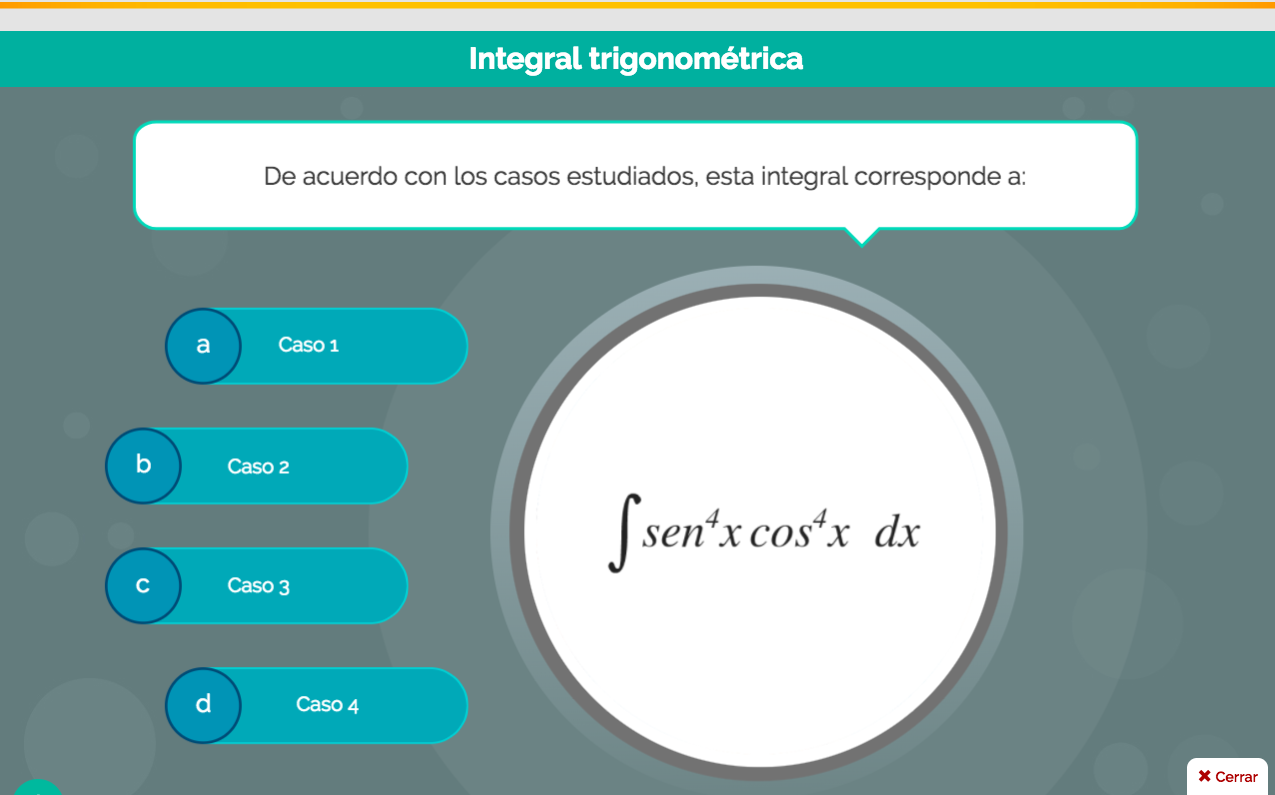 Integral trigonométrica
De acuerdo con los casos estudiados, esta integral corresponde a:
a Caso 1
b Caso 2
c Caso 3
d Caso 4
∫ sen⁴x cos⁴x dx
✖ Cerrar